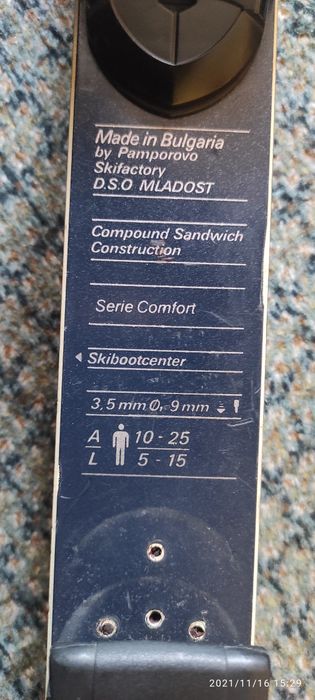 Made in Bulgaria
by Pamporovo
Skifactory
D.S.O MLADOST
Compound Sandwich
Construction
Serie Comfort
Skibootcenter
3,5 mm Ø, 9 mm
A 10 - 25
L 5 - 15
2021/11/16 15:29